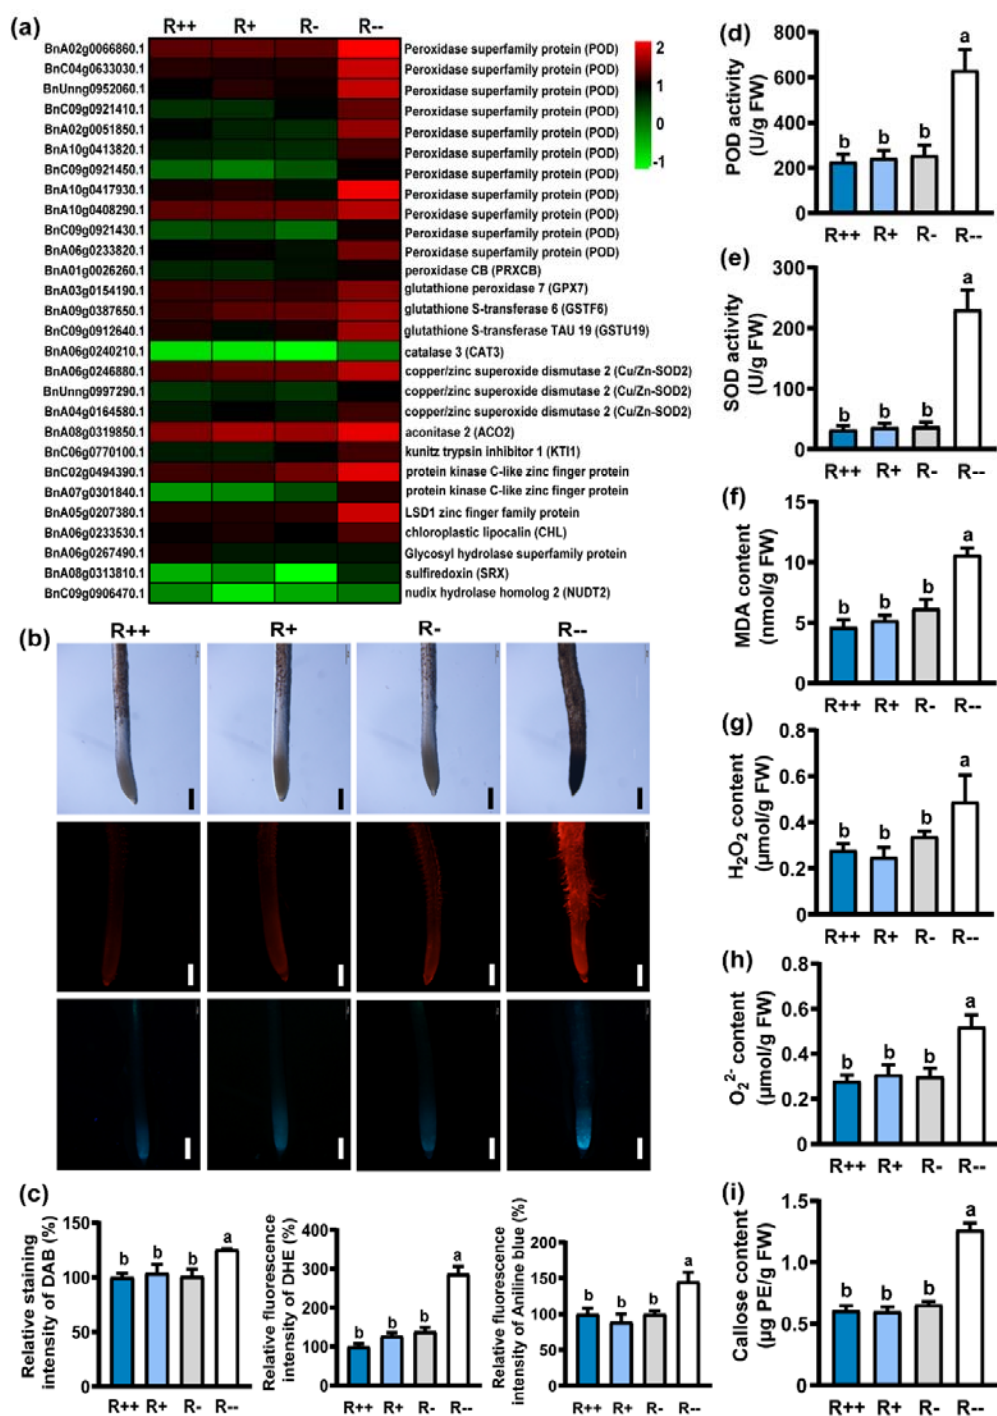 (a)
R++ R+ R- R--
BnA02g0066860.1 Peroxidase superfamily protein (POD)
BnC04g0633030.1 Peroxidase superfamily protein (POD)
BnUnng0952060.1 Peroxidase superfamily protein (POD)
BnC09g0921410.1 Peroxidase superfamily protein (POD)
BnA02g0051850.1 Peroxidase superfamily protein (POD)
BnA10g0413820.1 Peroxidase superfamily protein (POD)
BnC09g0921450.1 Peroxidase superfamily protein (POD)
BnA10g0417930.1 Peroxidase superfamily protein (POD)
BnA10g0408290.1 Peroxidase superfamily protein (POD)
BnC09g0921430.1 Peroxidase superfamily protein (POD)
BnA06g0233820.1 Peroxidase superfamily protein (POD)
BnA01g0026260.1 peroxidase CB (PRXCB)
BnA03g0154190.1 glutathione peroxidase 7 (GPX7)
BnA09g0387650.1 glutathione S-transferase 6 (GSTF6)
BnC09g0912640.1 glutathione S-transferase TAU 19 (GSTU19)
BnA06g0240210.1 catalase 3 (CAT3)
BnA06g0246880.1 copper/zinc superoxide dismutase 2 (Cu/Zn-SOD2)
BnUnng0997290.1 copper/zinc superoxide dismutase 2 (Cu/Zn-SOD2)
BnA04g0164580.1 copper/zinc superoxide dismutase 2 (Cu/Zn-SOD2)
BnA08g0319850.1 aconitase 2 (ACO2)
BnC06g0770100.1 kunitz trypsin inhibitor 1 (KTI1)
BnC02g0494390.1 protein kinase C-like zinc finger protein
BnA07g0301840.1 protein kinase C-like zinc finger protein
BnA05g0207380.1 LSD1 zinc finger family protein
BnA06g0233530.1 chloroplastic lipocalin (CHL)
BnA06g0267490.1 Glycosyl hydrolase superfamily protein
BnA08g0313810.1 sulfiredoxin (SRX)
BnC09g0906470.1 nudix hydrolase homolog 2 (NUDT2)
2
1
0
-1
(b)
R++ R+ R- R--
(c)
Relative staining
intensity of DAB (%)
150
100
50
0
b b b a
R++ R+ R- R--
Relative fluorescence
intensity of DHE (%)
400
300
200
100
0
b b b a
R++ R+ R- R--
Relative fluorescence
intensity of Aniline blue (%)
200
150
100
50
0
b b b a
R++ R+ R- R--
(d)
POD activity
(U/g FW)
800
600
400
200
0
b b b a
R++ R+ R- R--
(e)
SOD activity
(U/g FW)
300
200
100
0
b b b a
R++ R+ R- R--
(f)
MDA content
(nmol/g FW)
15
10
5
0
b b b a
R++ R+ R- R--
(g)
H₂O₂ content
(µmol/g FW)
0.8
0.6
0.4
0.2
0
b b b a
R++ R+ R- R--
(h)
O₂²⁻ content
(µmol/g FW)
0.8
0.6
0.4
0.2
0
b b b a
R++ R+ R- R--
(i)
Callose content
(µg PE/g FW)
1.5
1.0
0.5
0
b b b a
R++ R+ R- R--